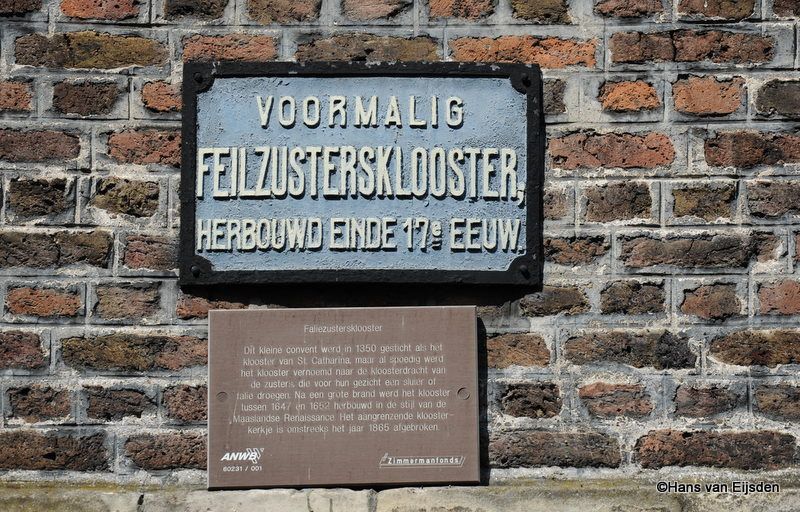 VOORMALIG
FEILZUSTERSKLOOSTER,
HERBOUWD EINDE 17e EEUW.
Faliezustersklooster
Dit kleine convent werd in 1350 gesticht als het
klooster van St. Catharina, maar al spoedig werd
het klooster vernoemd naar de kloosterdracht van
de zusters die voor hun gezicht een sluier of
falie droegen. Na een grote brand werd het klooster
tussen 1647 en 1652 herbouwd in de stijl van de
Maaslandse Renaissance. Het aangrenzende klooster-
kerkje is omstreeks het jaar 1865 afgebroken.
ANWB
60231 / 001
Zimmermanfonds
©Hans van Eijsden